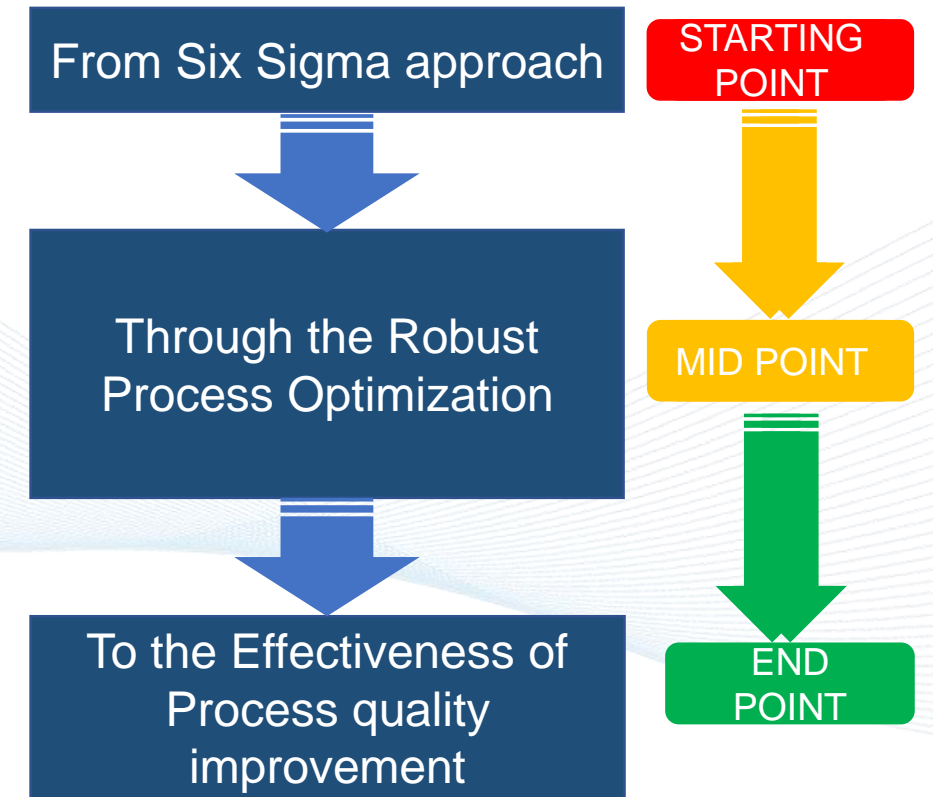 From Six Sigma approach
STARTING
POINT
Through the Robust
Process Optimization
MID POINT
To the Effectiveness of
Process quality
improvement
END
POINT